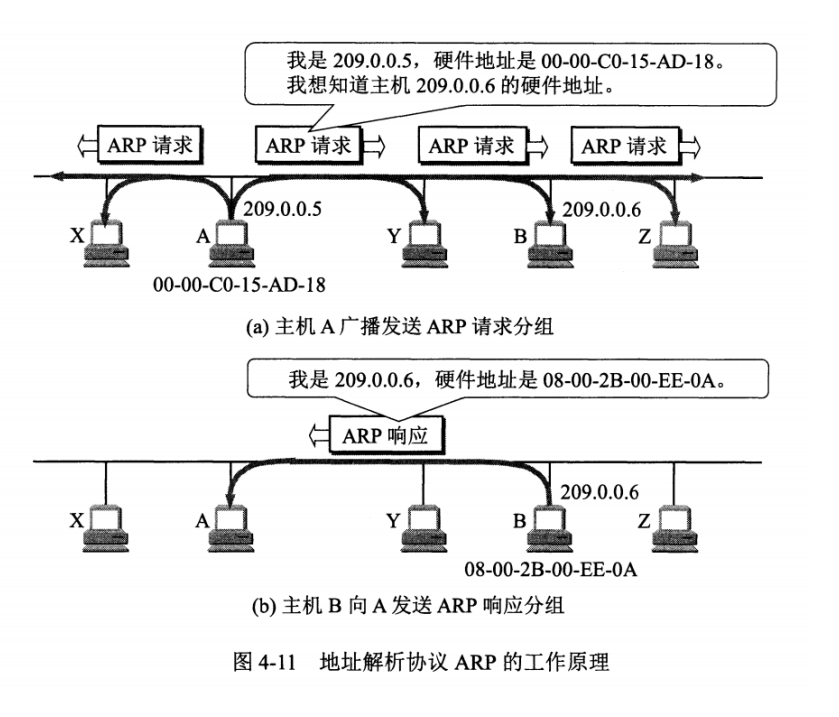 我是 209.0.0.5，硬件地址是 00-00-C0-15-AD-18。
我想知道主机 209.0.0.6 的硬件地址。
ARP 请求
ARP 请求
ARP 请求
ARP 请求
209.0.0.5
209.0.0.6
X
A
Y
B
Z
00-00-C0-15-AD-18
(a) 主机 A 广播发送 ARP 请求分组
我是 209.0.0.6，硬件地址是 08-00-2B-00-EE-0A。
ARP 响应
209.0.0.6
X
A
Y
B
Z
08-00-2B-00-EE-0A
(b) 主机 B 向 A 发送 ARP 响应分组
图 4-11 地址解析协议 ARP 的工作原理